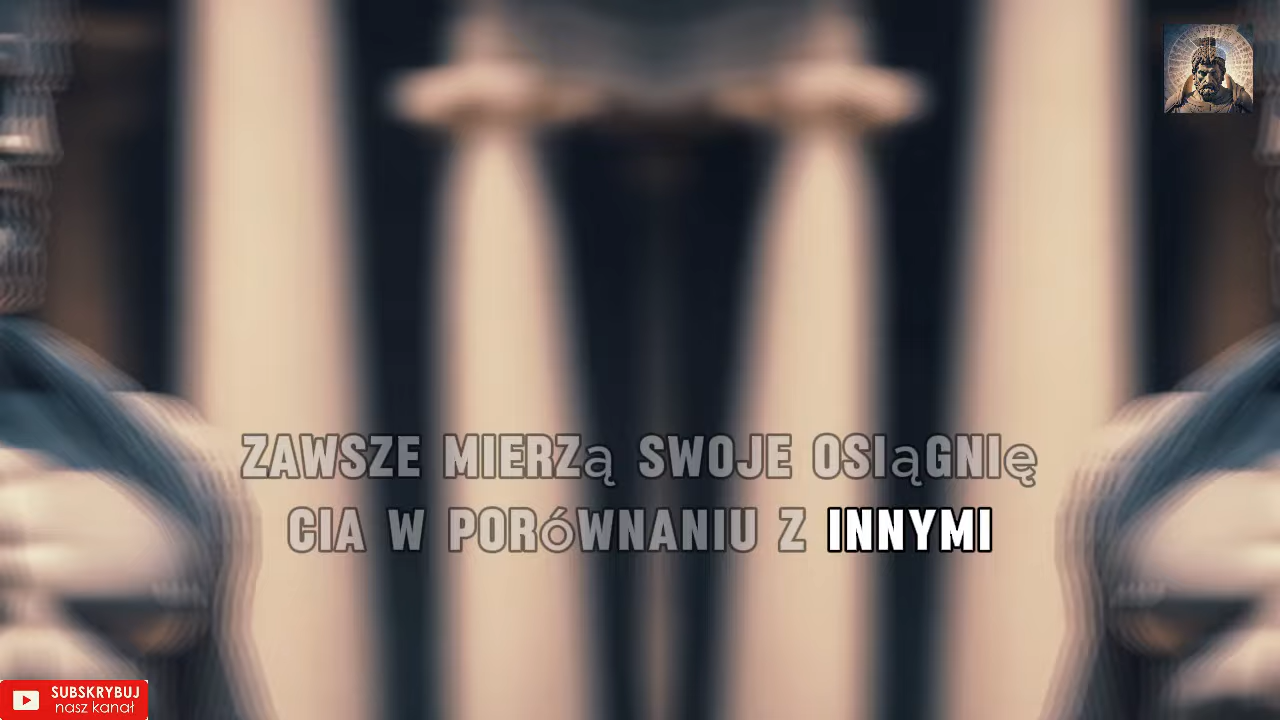 ZAWSZE MIERZą SWOJE OSIąGNIę
CIA W PORóWNANIU Z INNYMI
SUBSKRYBUJ
nasz kanał